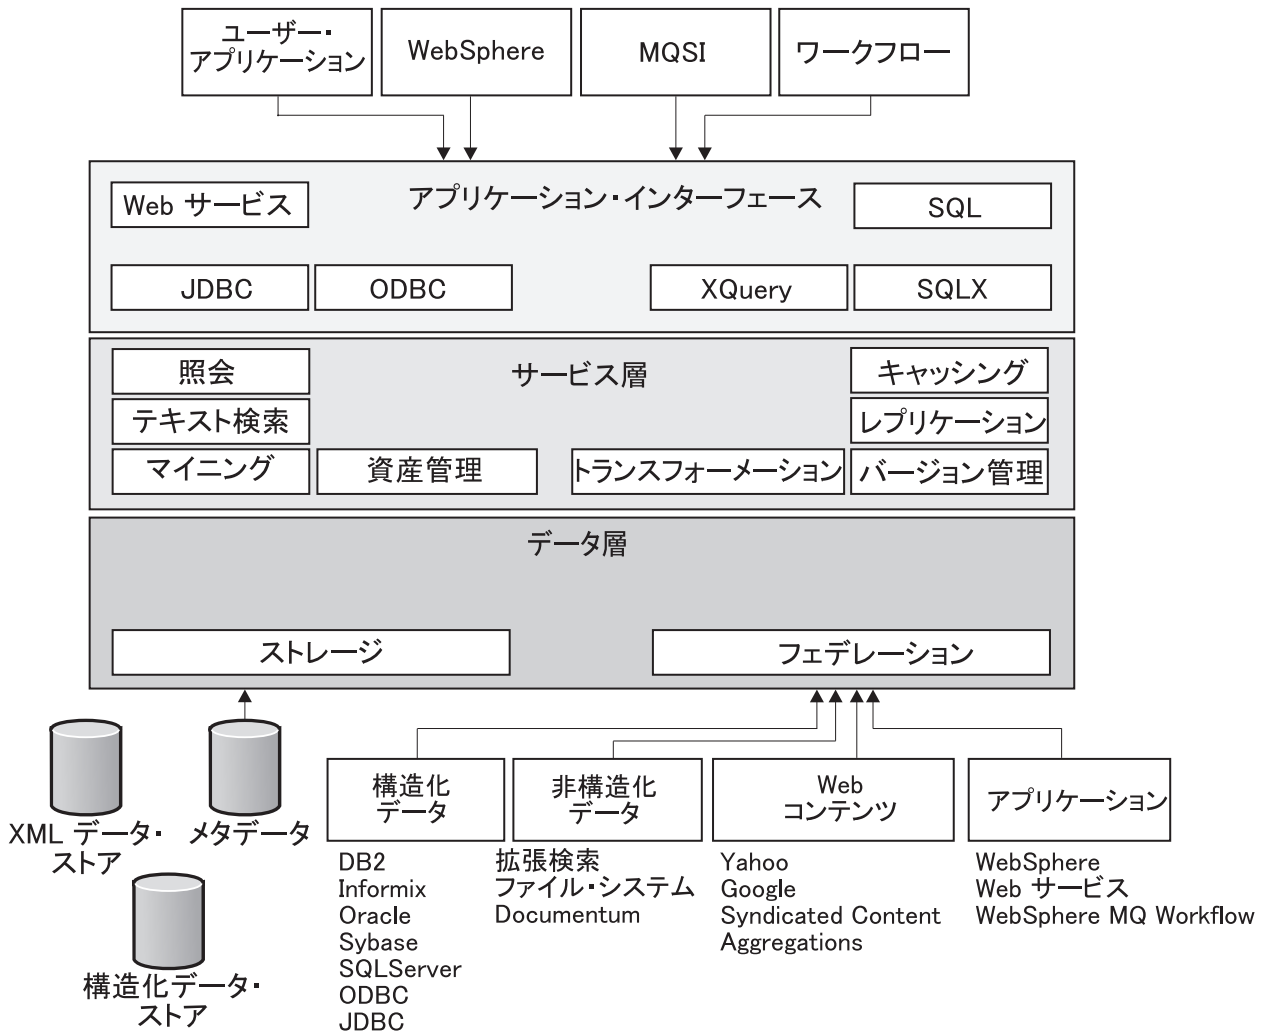 ユーザー・
アプリケーション
WebSphere
MQSI
ワークフロー
アプリケーション・インターフェース
Web サービス
SQL
JDBC
ODBC
XQuery
SQLX
サービス層
照会
キャッシング
テキスト検索
レプリケーション
マイニング
資産管理
トランスフォーメーション
バージョン管理
データ層
ストレージ
フェデレーション
XML データ・
ストア
メタデータ
構造化データ・
ストア
構造化
データ
DB2
Informix
Oracle
Sybase
SQLServer
ODBC
JDBC
非構造化
データ
拡張検索
ファイル・システム
Documentum
Web
コンテンツ
Yahoo
Google
Syndicated Content
Aggregations
アプリケーション
WebSphere
Web サービス
WebSphere MQ Workflow